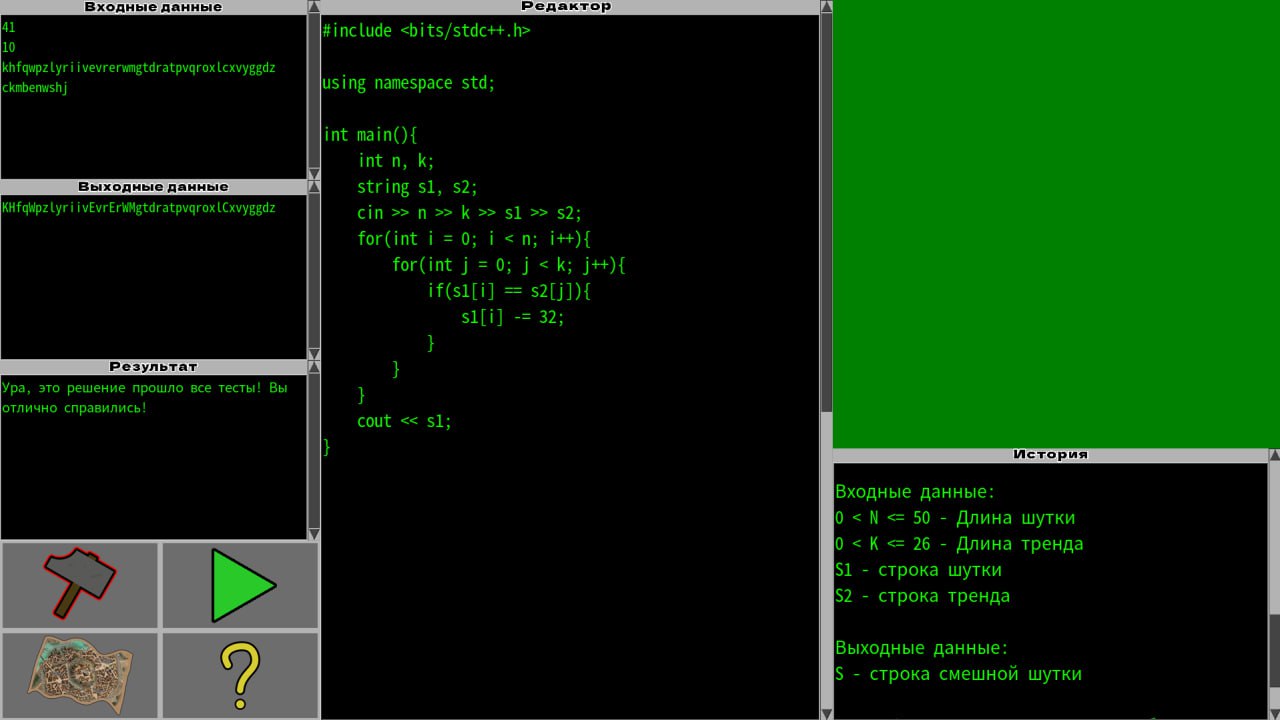 Входные данные
41
10
khfqwpzlyriivevrerwmgtdratpvqroxlcxvyggdz
ckmbenwshj
Выходные данные
KHfqWpzlyriivEvrErWMgtdratpvqroxlCxvyggdz
Результат
Ура, это решение прошло все тесты! Вы
отлично справились!
Редактор
#include <bits/stdc++.h>
using namespace std;
int main(){
int n, k;
string s1, s2;
cin >> n >> k >> s1 >> s2;
for(int i = 0; i < n; i++){
for(int j = 0; j < k; j++){
if(s1[i] == s2[j]){
s1[i] -= 32;
}
}
}
cout << s1;
}
История
Входные данные:
0 < N <= 50 - Длина шутки
0 < K <= 26 - Длина тренда
S1 - строка шутки
S2 - строка тренда
Выходные данные:
S - строка смешной шутки